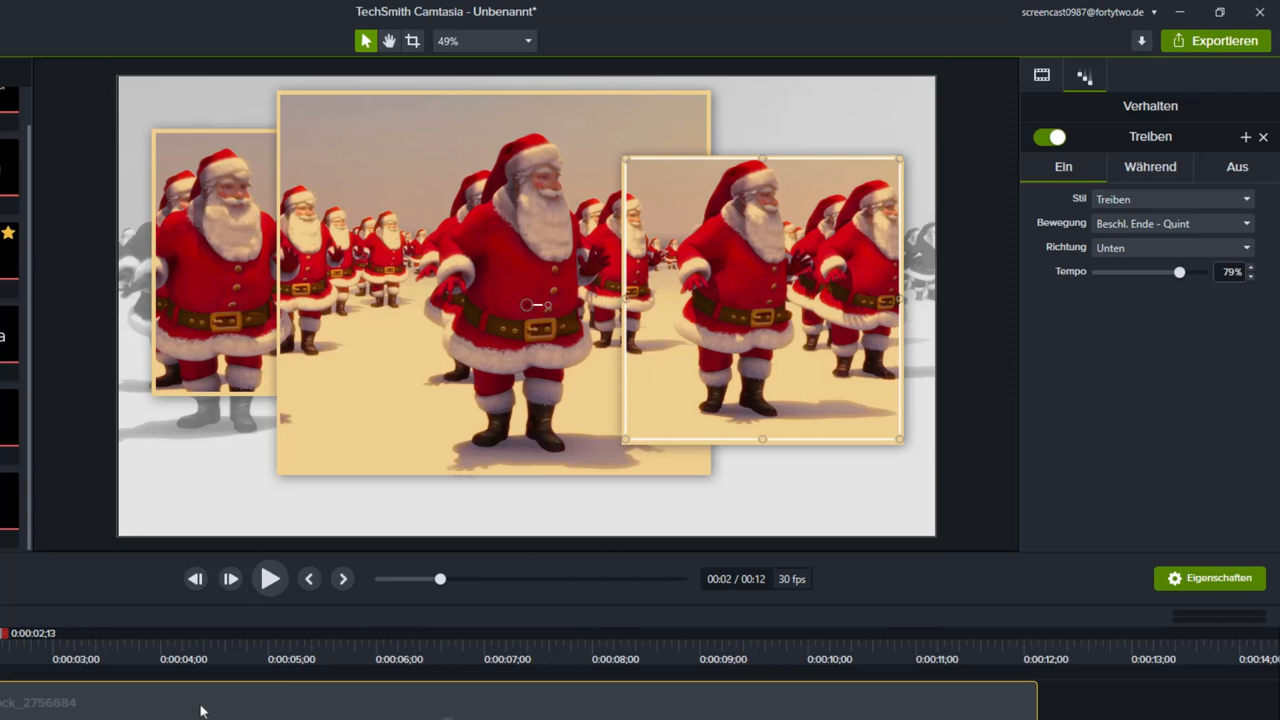 TechSmith Camtasia - Unbenannt*
screencast0987@fortytwo.de
49%
Exportieren
Verhalten
Treiben
Ein
Während
Aus
Stil
Treiben
Bewegung
Beschl. Ende - Quint
Richtung
Unten
Tempo
79%
00:02 / 00:12
30 fps
Eigenschaften
0:00:02;13
0:00:03;00
0:00:04;00
0:00:05;00
0:00:06;00
0:00:07;00
0:00:08;00
0:00:09;00
0:00:10;00
0:00:11;00
0:00:12;00
0:00:13;00
0:00:14;0
ock_2756684
a